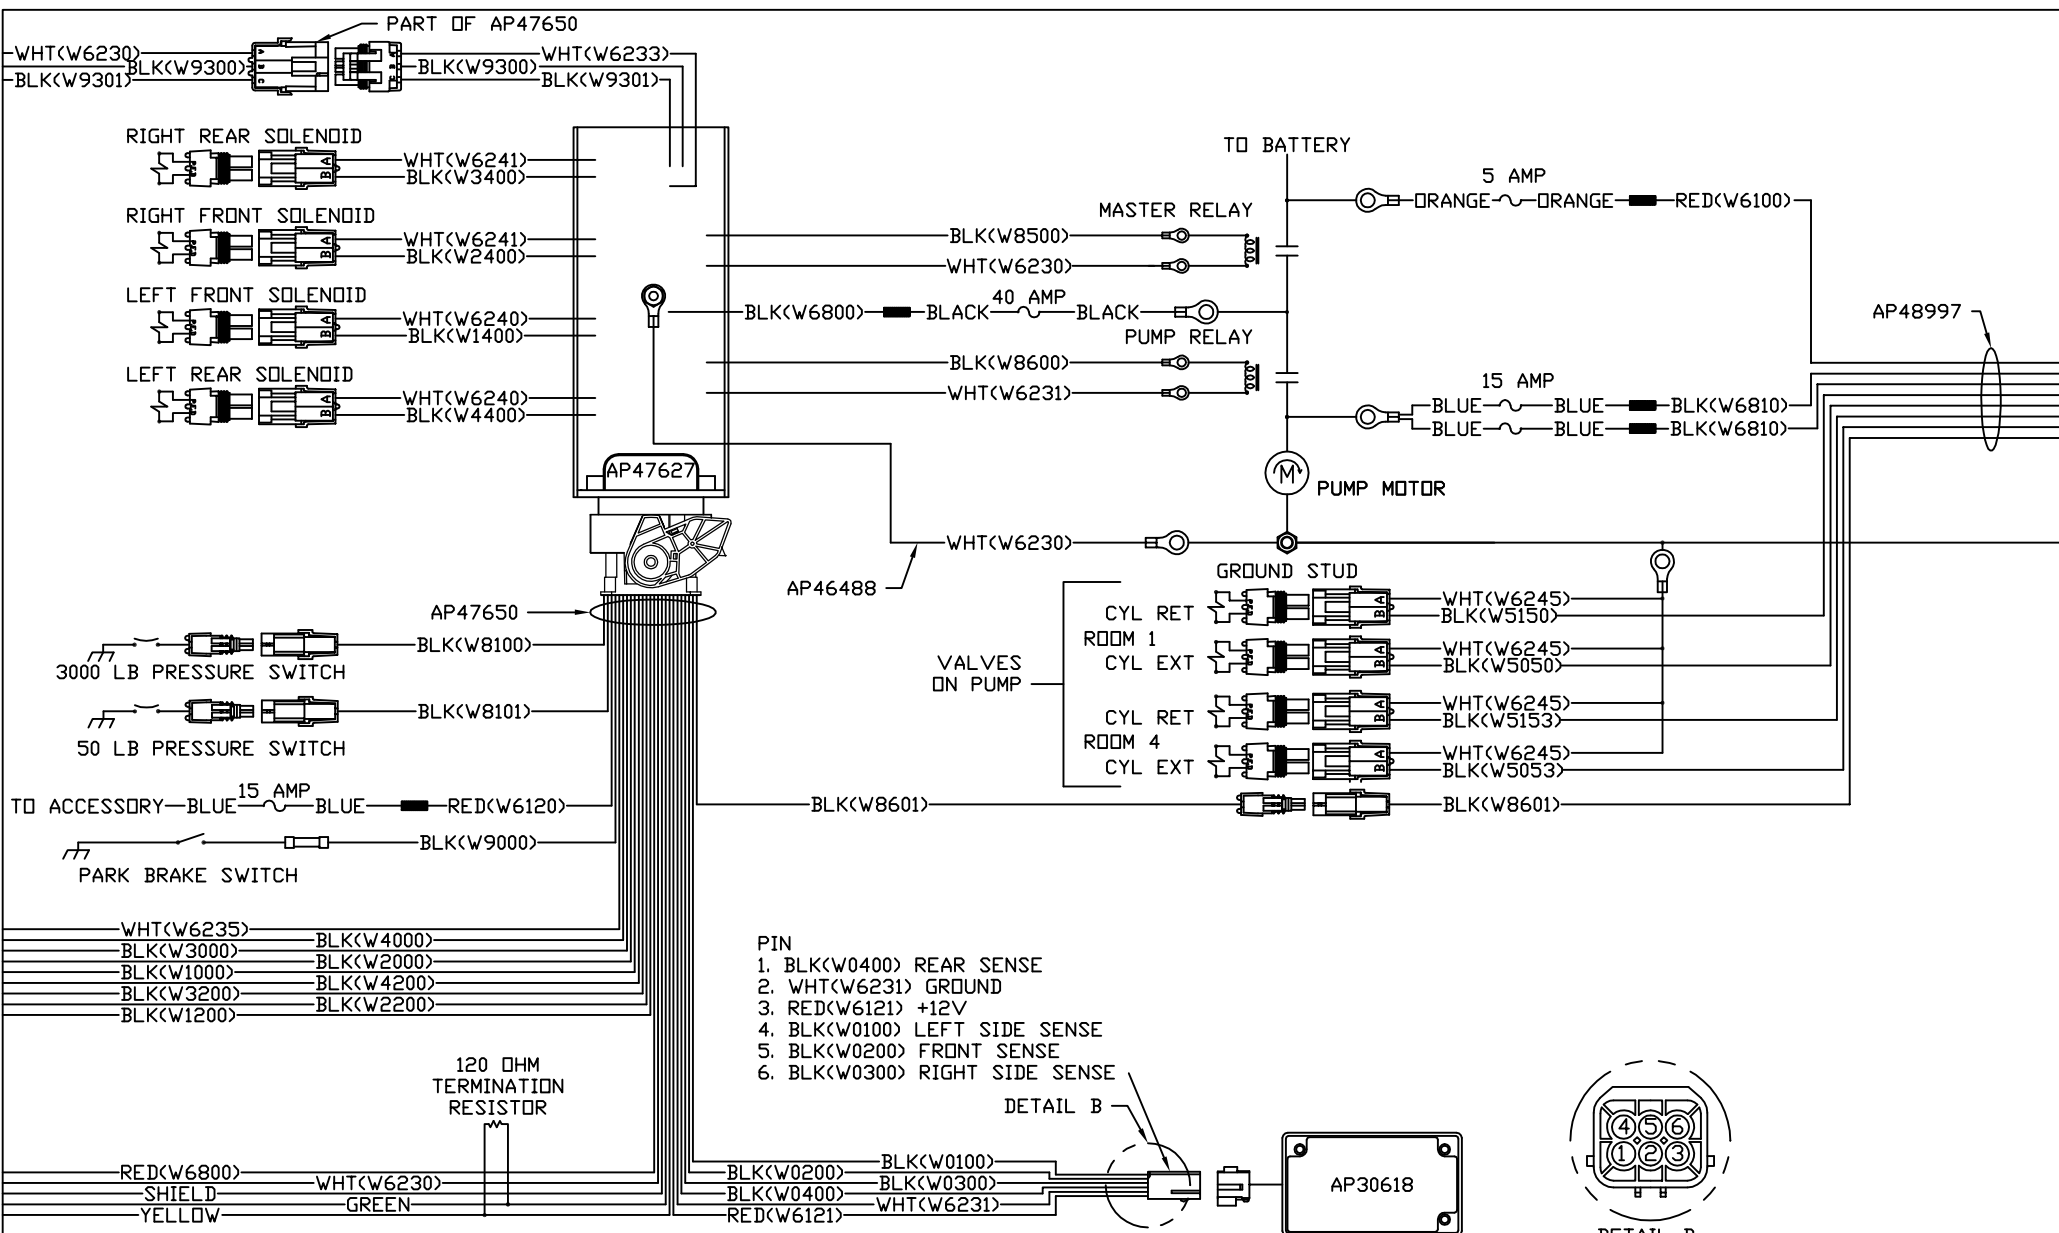 PART OF AP47650
WHT(W6230)
BLK(W9300)
BLK(W9301)
A
B
C
WHT(W6233)
BLK(W9300)
BLK(W9301)
RIGHT REAR SOLENOID
A
B
WHT(W6241)
BLK(W3400)
RIGHT FRONT SOLENOID
A
B
WHT(W6241)
BLK(W2400)
LEFT FRONT SOLENOID
A
B
WHT(W6240)
BLK(W1400)
LEFT REAR SOLENOID
A
B
WHT(W6240)
BLK(W4400)
AP47627
TO BATTERY
MASTER RELAY
BLK(W8500)
WHT(W6230)
BLK(W6800) BLACK 40 AMP BLACK
PUMP RELAY
BLK(W8600)
WHT(W6231)
5 AMP
ORANGE ORANGE RED(W6100)
AP48997
15 AMP
BLUE BLUE BLK(W6810)
BLUE BLUE BLK(W6810)
M
PUMP MOTOR
WHT(W6230)
AP46488
GROUND STUD
AP47650
BLK(W8100)
3000 LB PRESSURE SWITCH
BLK(W8101)
50 LB PRESSURE SWITCH
15 AMP
TO ACCESSORY BLUE BLUE RED(W6120)
BLK(W9000)
PARK BRAKE SWITCH
VALVES
ON PUMP
CYL RET
ROOM 1
CYL EXT
CYL RET
ROOM 4
CYL EXT
A
B
WHT(W6245)
BLK(W5150)
A
B
WHT(W6245)
BLK(W5050)
A
B
WHT(W6245)
BLK(W5153)
A
B
WHT(W6245)
BLK(W5053)
BLK(W8601)
BLK(W8601)
WHT(W6235)
BLK(W4000)
BLK(W3000)
BLK(W2000)
BLK(W1000)
BLK(W4200)
BLK(W3200)
BLK(W2200)
BLK(W1200)
PIN
1. BLK(W0400) REAR SENSE
2. WHT(W6231) GROUND
3. RED(W6121) +12V
4. BLK(W0100) LEFT SIDE SENSE
5. BLK(W0200) FRONT SENSE
6. BLK(W0300) RIGHT SIDE SENSE
DETAIL B
120 OHM
TERMINATION
RESISTOR
RED(W6800)
WHT(W6230)
SHIELD
GREEN
YELLOW
BLK(W0100)
BLK(W0200)
BLK(W0300)
BLK(W0400)
WHT(W6231)
RED(W6121)
AP30618
4 5 6
1 2 3
DETAIL B